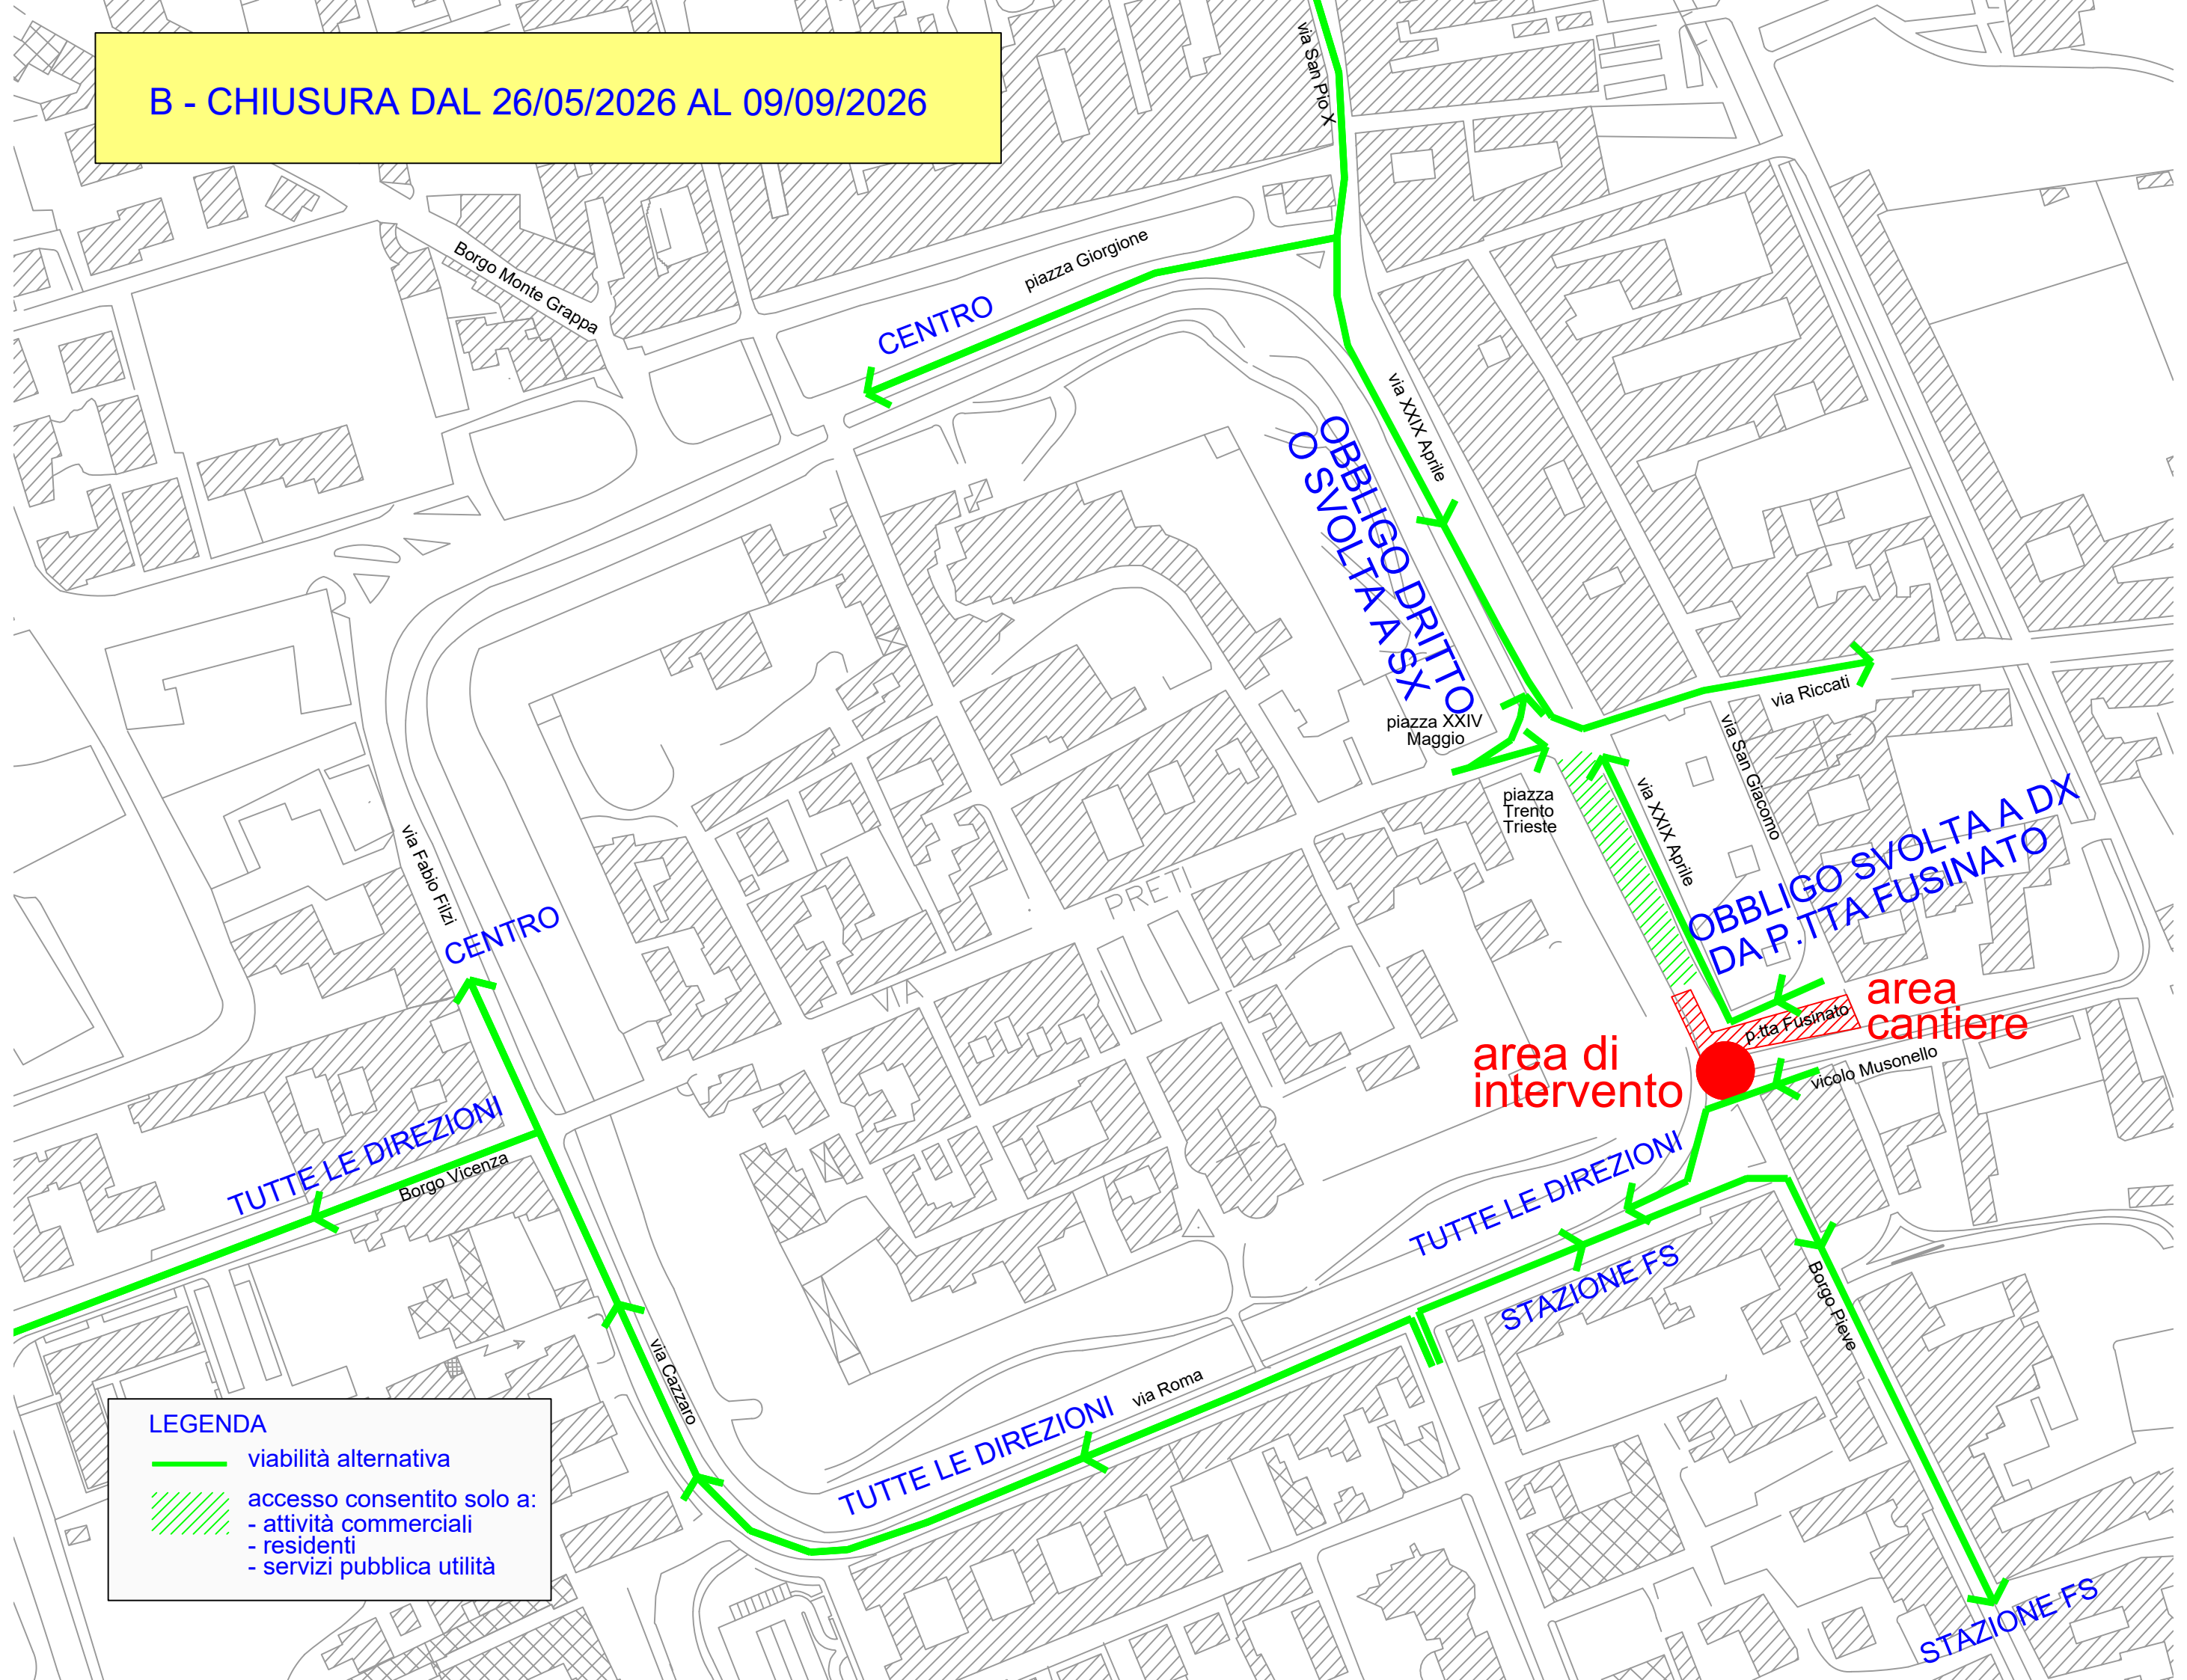 B - CHIUSURA DAL 26/05/2026 AL 09/09/2026
via San Pio X
Borgo Monte Grappa
piazza Giorgione
CENTRO
via XXIX Aprile
OBBLIGO DRITTO
O SVOLTA A SX
piazza XXIV
Maggio
via Riccati
via San Giacomo
piazza
Trento
Trieste
via XXIX Aprile
OBBLIGO SVOLTA A DX
DA P.TTA FUSINATO
via Fabio Filzi
CENTRO
PRETI
VIA
area
cantiere
p.tta Fusinato
area di
intervento
vicolo Musonello
TUTTE LE DIREZIONI
Borgo Vicenza
TUTTE LE DIREZIONI
STAZIONE FS
Borgo Pieve
via Cazzaro
via Roma
TUTTE LE DIREZIONI
STAZIONE FS
LEGENDA
viabilità alternativa
accesso consentito solo a:
- attività commerciali
- residenti
- servizi pubblica utilità